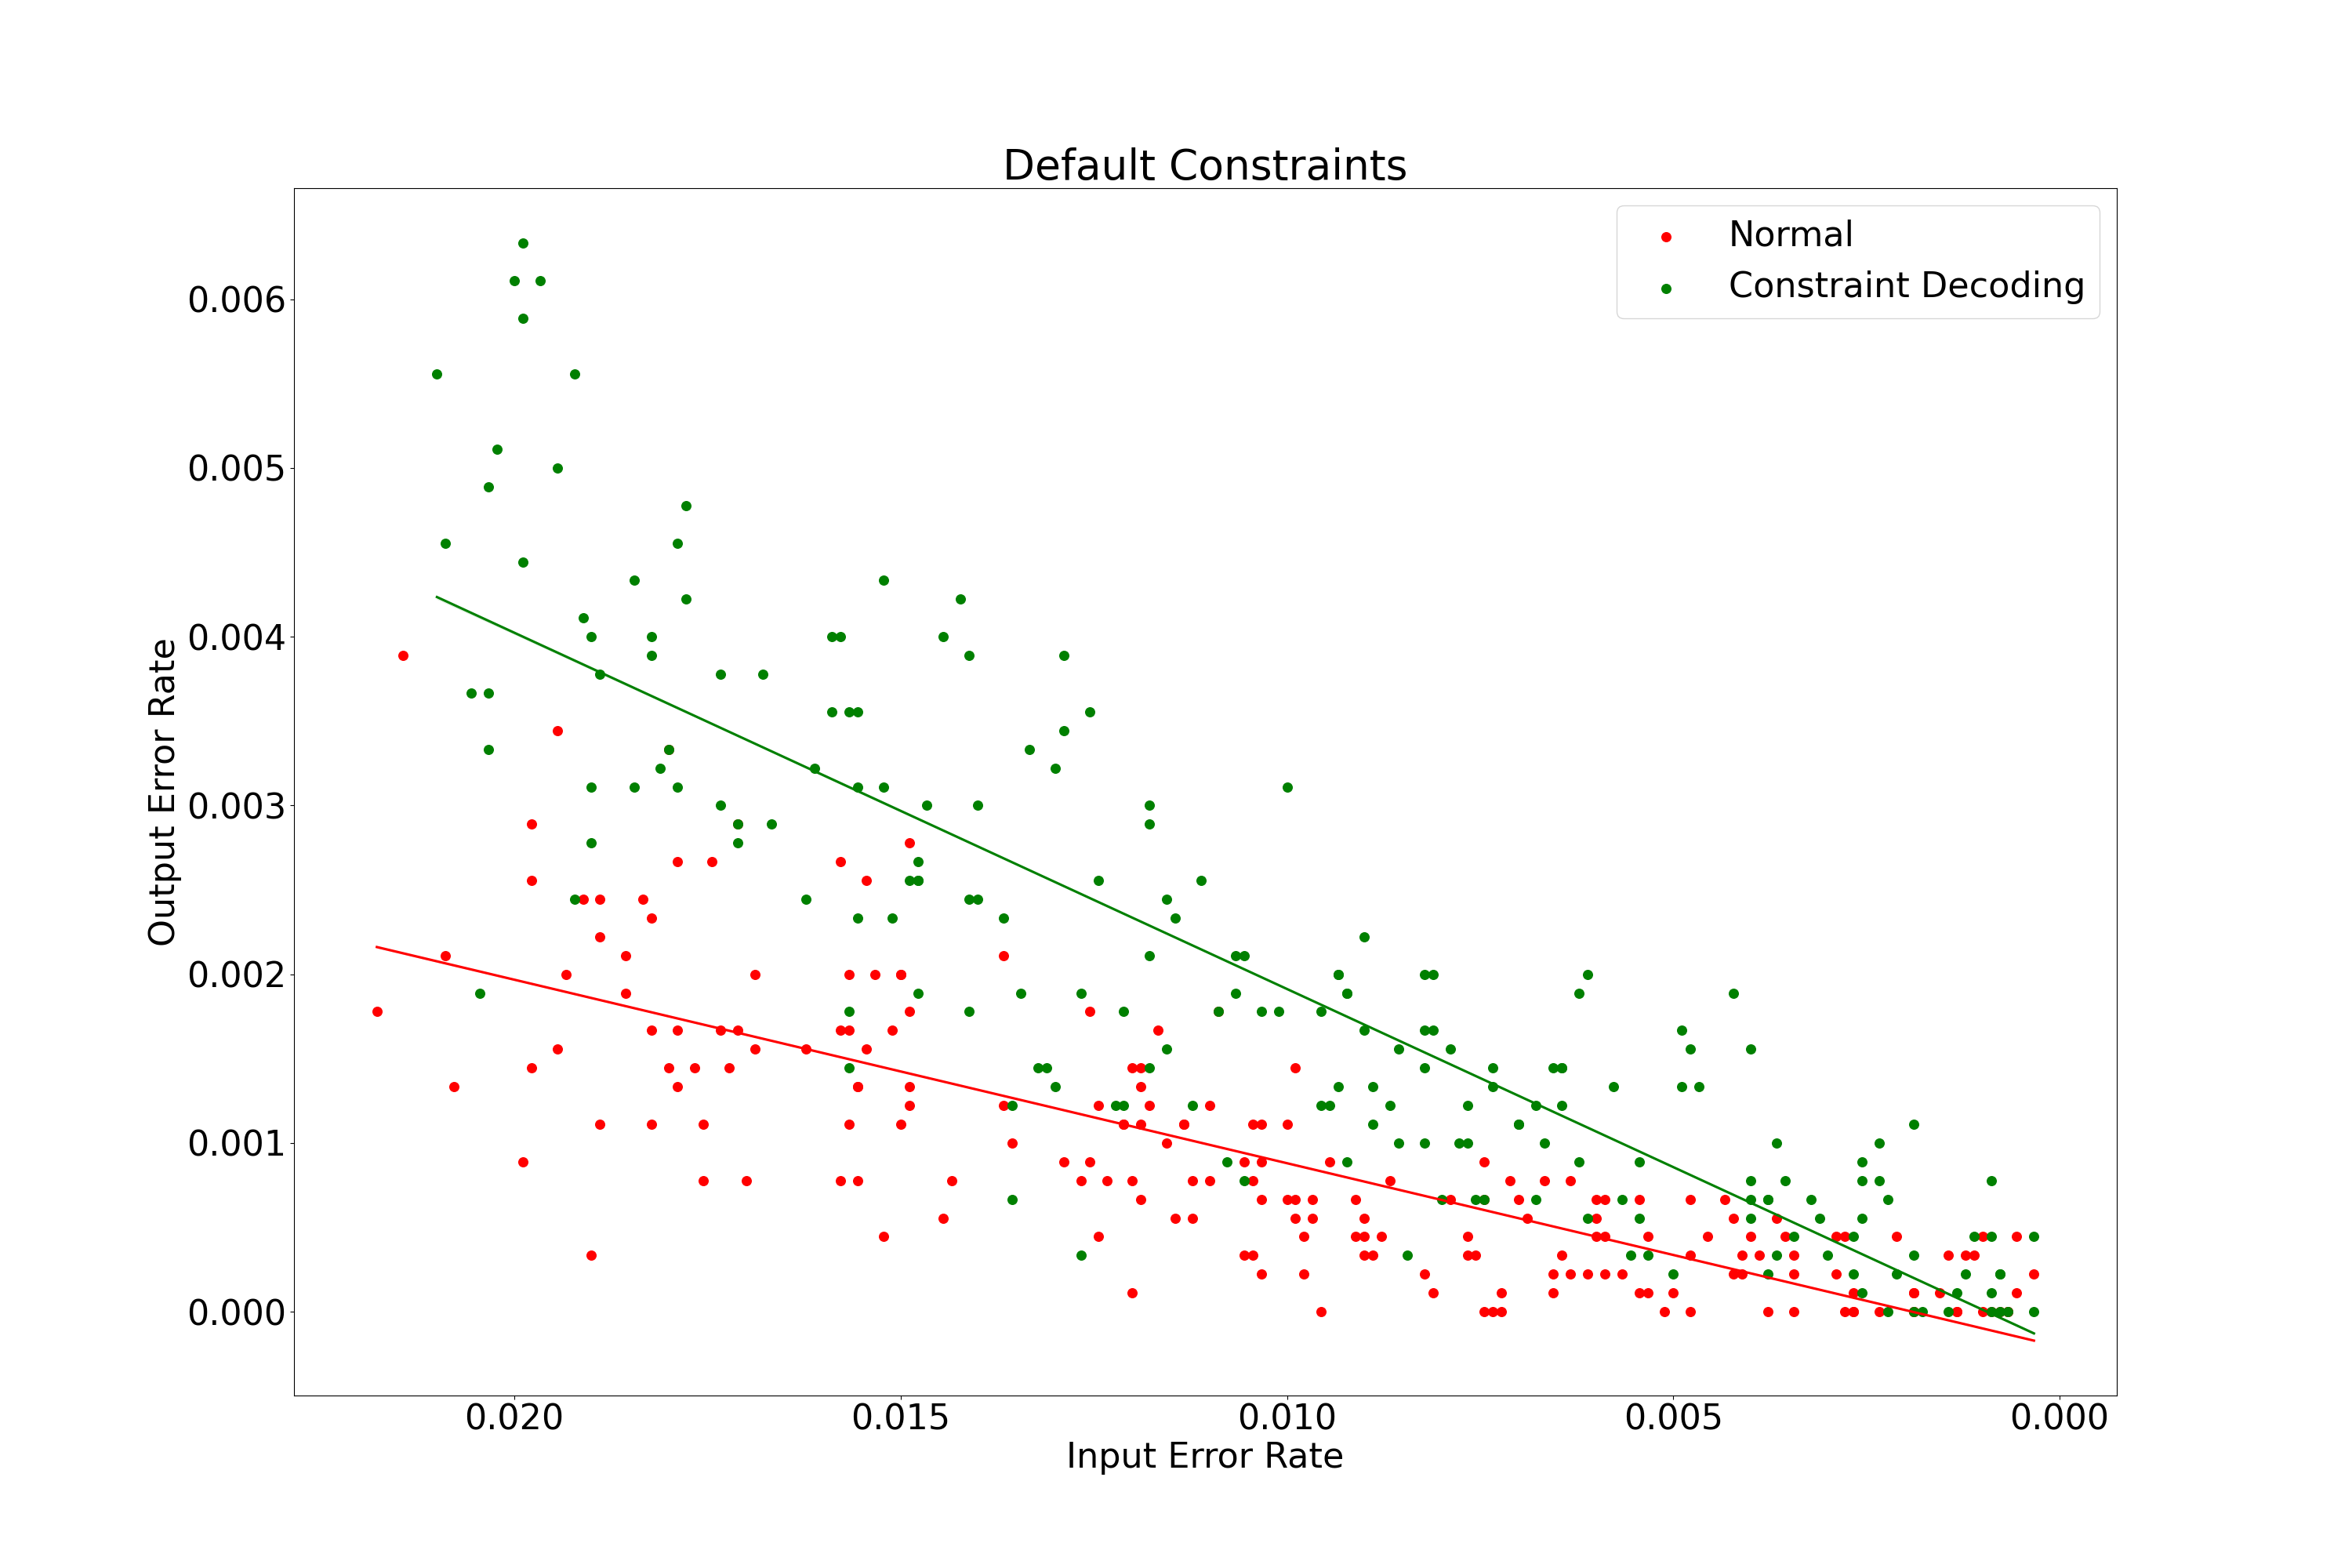 Default Constraints
Normal
Constraint Decoding
0.006
0.005
0.004
0.003
0.002
0.001
0.000
Output Error Rate
0.020 0.015 0.010 0.005 0.000
Input Error Rate